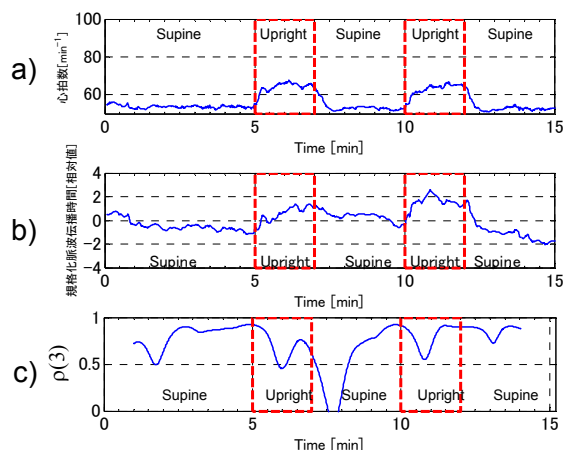 a)
心拍数[min⁻¹]
100
80
60
Supine Upright Supine Upright Supine
0 5 10 15
Time [min]
b)
規格化脈波伝播時間[相対値]
4
2
0
-2
-4
Supine Upright Supine Upright Supine
0 5 10 15
Time [min]
c)
ρ(3)
1
0.5
0
Supine Upright Supine Upright Supine
0 5 10 15
Time [min]